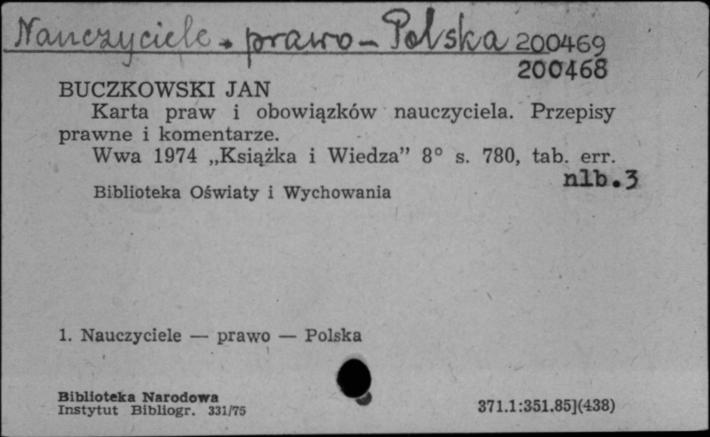 Nauczyciele - prawo - Polska 200469
200468
BUCZKOWSKI JAN
Karta praw i obowiązków nauczyciela. Przepisy
prawne i komentarze.
Wwa 1974 „Książka i Wiedza” 8° s. 780, tab. err.
nlb.3
Biblioteka Oświaty i Wychowania
1. Nauczyciele — prawo — Polska
Biblioteka Narodowa
Instytut Bibliogr. 331/75
371.1:351.85](438)